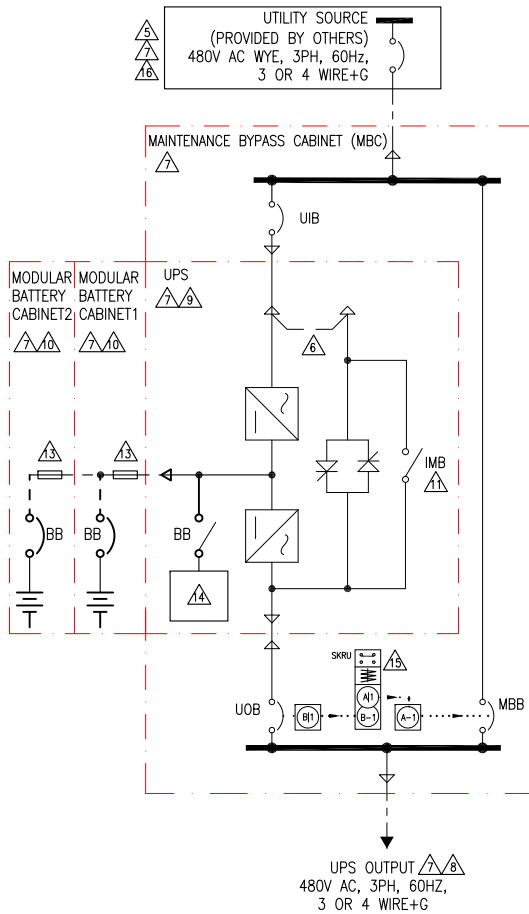 5
7
16
UTILITY SOURCE
(PROVIDED BY OTHERS)
480V AC WYE, 3PH, 60Hz,
3 OR 4 WIRE+G
MAINTENANCE BYPASS CABINET (MBC)
7
UIB
MODULAR
BATTERY
CABINET2
7 10
MODULAR
BATTERY
CABINET1
7 10
UPS
7 9
6
13
13
IMB
11
BB
BB
BB
14
SKRU
15
A|1
B-1
UOB
B|1
A-1
MBB
UPS OUTPUT 7 8
480V AC, 3PH, 60HZ,
3 OR 4 WIRE+G